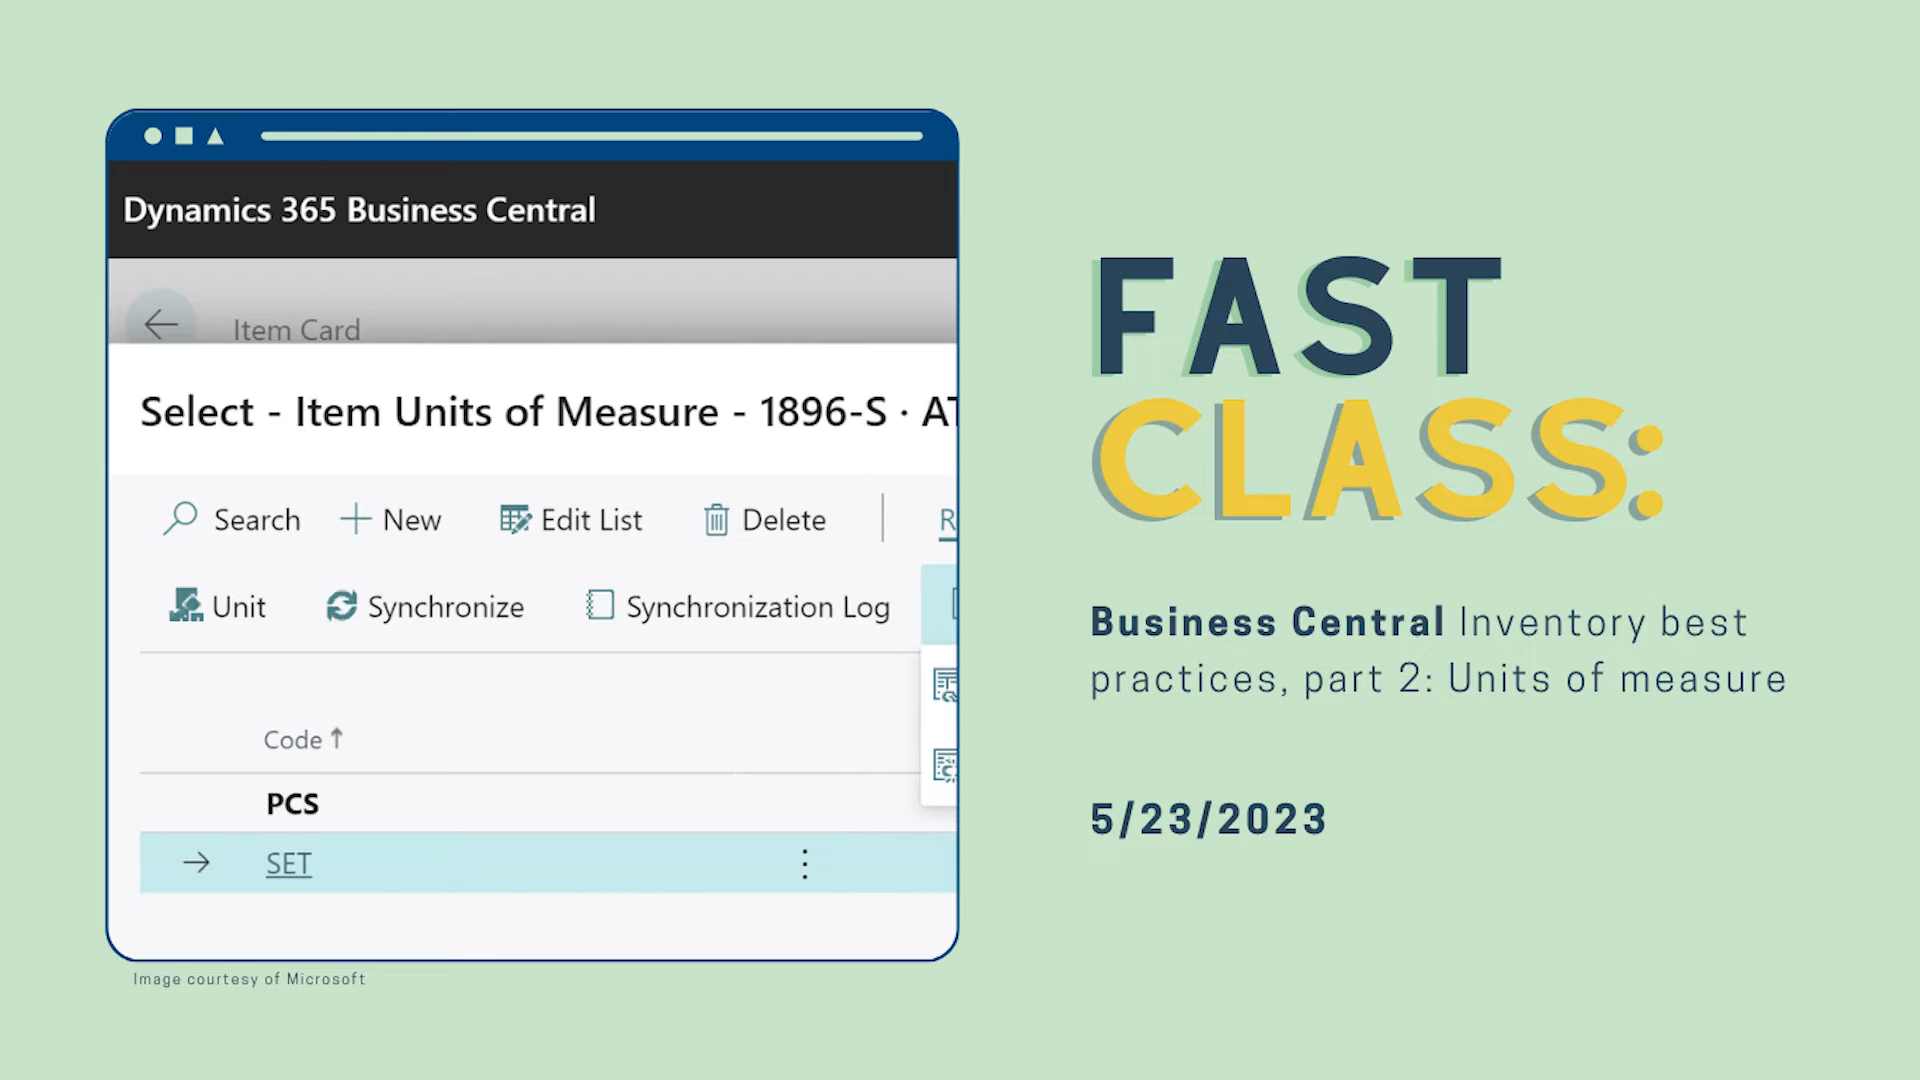 Dynamics 365 Business Central
Item Card
Select - Item Units of Measure - 1896-S ·
Search New Edit List Delete
Unit Synchronize Synchronization Log
Code ↑
PCS
SET
Image courtesy of Microsoft
FAST
CLASS:
Business Central Inventory best
practices, part 2: Units of measure
5/23/2023